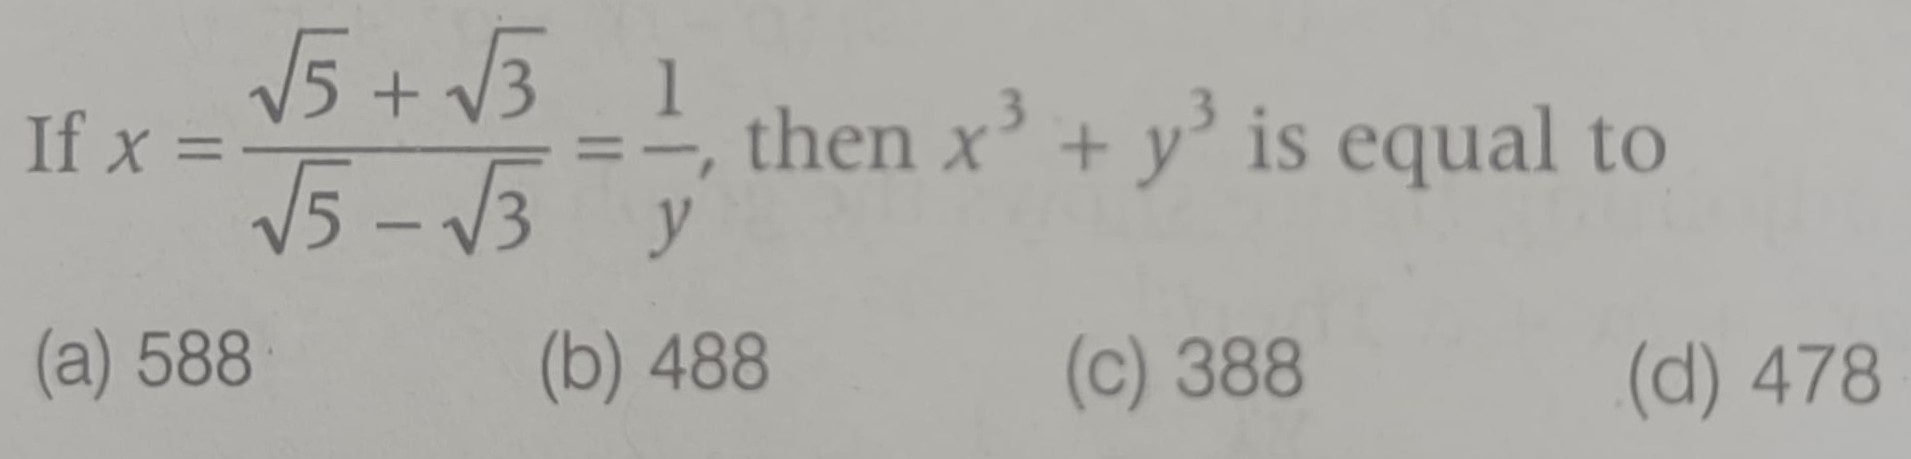 If x = (√5 + √3)/(√5 − √3) = 1/y, then x³ + y³ is equal to
(a) 588 (b) 488 (c) 388 (d) 478